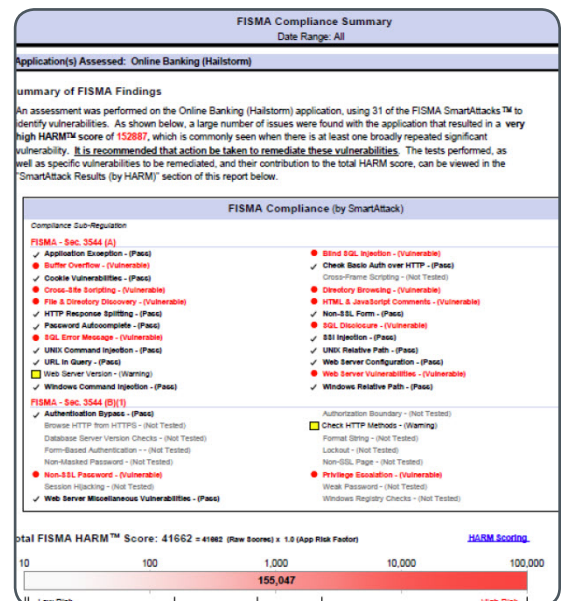 FISMA Compliance Summary
Date Range: All
Application(s) Assessed: Online Banking (Hailstorm)
ummary of FISMA Findings
An assessment was performed on the Online Banking (Hailstorm) application, using 31 of the FISMA SmartAttacks ™ to
identify vulnerabilities. As shown below, a large number of issues were found with the application that resulted in a very
high HARM™ score of 152887, which is commonly seen when there is at least one broadly repeated significant
vulnerability. It is recommended that action be taken to remediate these vulnerabilities. The tests performed, as
well as specific vulnerabilities to be remediated, and their contribution to the total HARM score, can be viewed in the
"SmartAttack Results (by HARM)" section of this report below.
FISMA Compliance (by SmartAttack)
Compliance Sub-Regulation
FISMA - Sec. 3544 (A)
Application Exception - (Pass)
Buffer Overflow - (Vulnerable)
Cookie Vulnerabilities - (Pass)
Cross-Site Scripting - (Vulnerable)
File & Directory Discovery - (Vulnerable)
HTTP Response Splitting - (Pass)
Password Autocomplete - (Pass)
SQL Error Message - (Vulnerable)
UNIX Command Injection - (Pass)
URL in Query - (Pass)
Web Server Version - (Warning)
Windows Command Injection - (Pass)
Blind SQL Injection - (Vulnerable)
Check Basic Auth over HTTP - (Pass)
Cross-Frame Scripting - (Not Tested)
Directory Browsing - (Vulnerable)
HTML & JavaScript Comments - (Vulnerable)
Non-SSL Form - (Pass)
SQL Disclosure - (Vulnerable)
SSI Injection - (Pass)
UNIX Relative Path - (Pass)
Web Server Configuration - (Pass)
Web Server Vulnerabilities - (Vulnerable)
Windows Relative Path - (Pass)
FISMA - Sec. 3544 (B)(1)
Authentication Bypass - (Pass)
Browse HTTP from HTTPS - (Not Tested)
Database Server Version Checks - (Not Tested)
Form-Based Authentication - - (Not Tested)
Non-Masked Password - (Not Tested)
Non-SSL Password - (Vulnerable)
Session Hijacking - (Not Tested)
Web Server Miscellaneous Vulnerabilities - (Pass)
Authorization Boundary - (Not Tested)
Check HTTP Methods - (Warning)
Format String - (Not Tested)
Lockout - (Not Tested)
Non-SSL Page - (Not Tested)
Privilege Escalation - (Vulnerable)
Weak Password - (Not Tested)
Windows Registry Checks - (Not Tested)
otal FISMA HARM™ Score: 41662 = 41662 (Raw Scores) x 1.0 (App Risk Factor) HARM Scoring
10 100 1,000 10,000 100,000
155,047